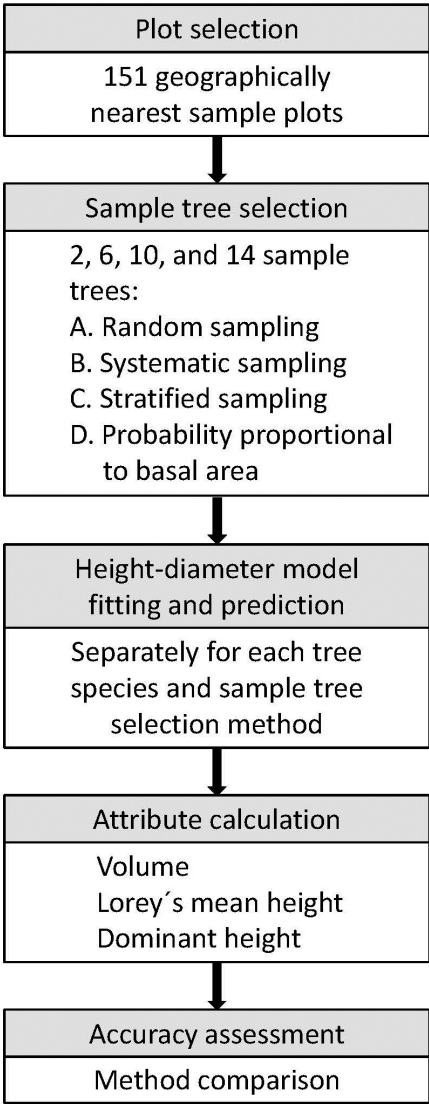 Plot selection
151 geographically
nearest sample plots
Sample tree selection
2, 6, 10, and 14 sample
trees:
A. Random sampling
B. Systematic sampling
C. Stratified sampling
D. Probability proportional
to basal area
Height-diameter model
fitting and prediction
Separately for each tree
species and sample tree
selection method
Attribute calculation
Volume
Lorey´s mean height
Dominant height
Accuracy assessment
Method comparison